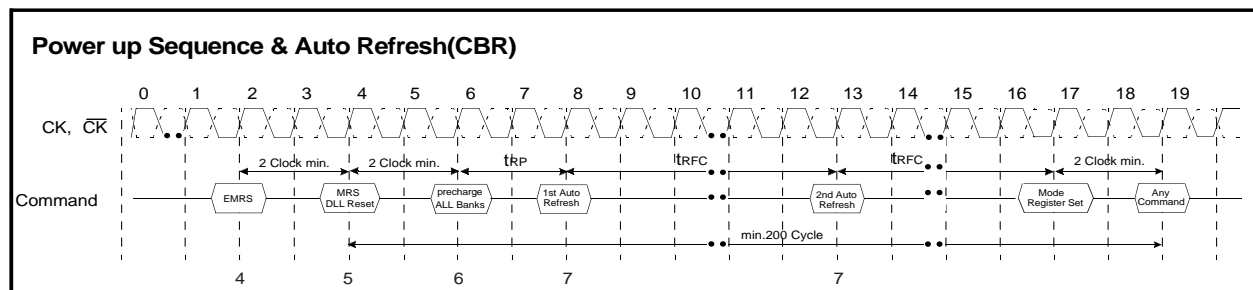 Power up Sequence & Auto Refresh(CBR)
0 1 2 3 4 5 6 7 8 9 10 11 12 13 14 15 16 17 18 19
CK, CK
2 Clock min. 2 Clock min. tRP tRFC tRFC 2 Clock min.
Command
EMRS
MRS
DLL Reset
precharge
ALL Banks
1st Auto
Refresh
2nd Auto
Refresh
Mode
Register Set
Any
Command
min.200 Cycle
4 5 6 7 7